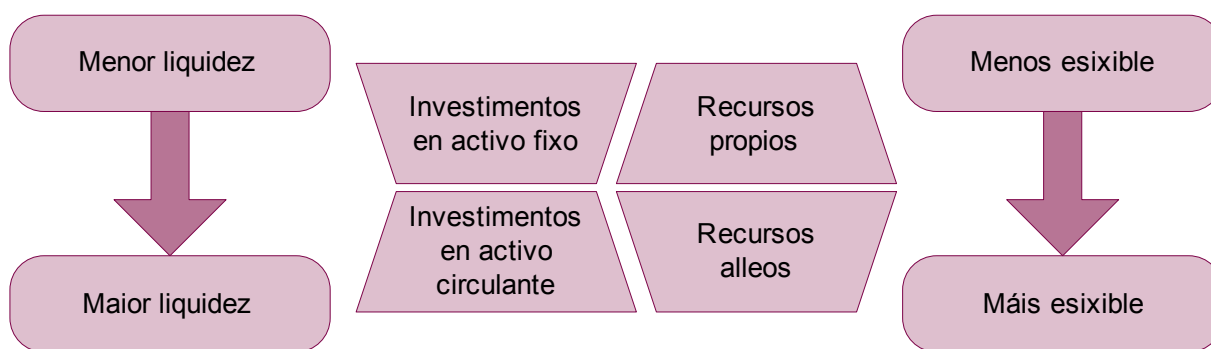 Menor liquidez
Maior liquidez
Investimentos
en activo fixo
Recursos
propios
Investimentos
en activo
circulante
Recursos
alleos
Menos esixible
Máis esixible